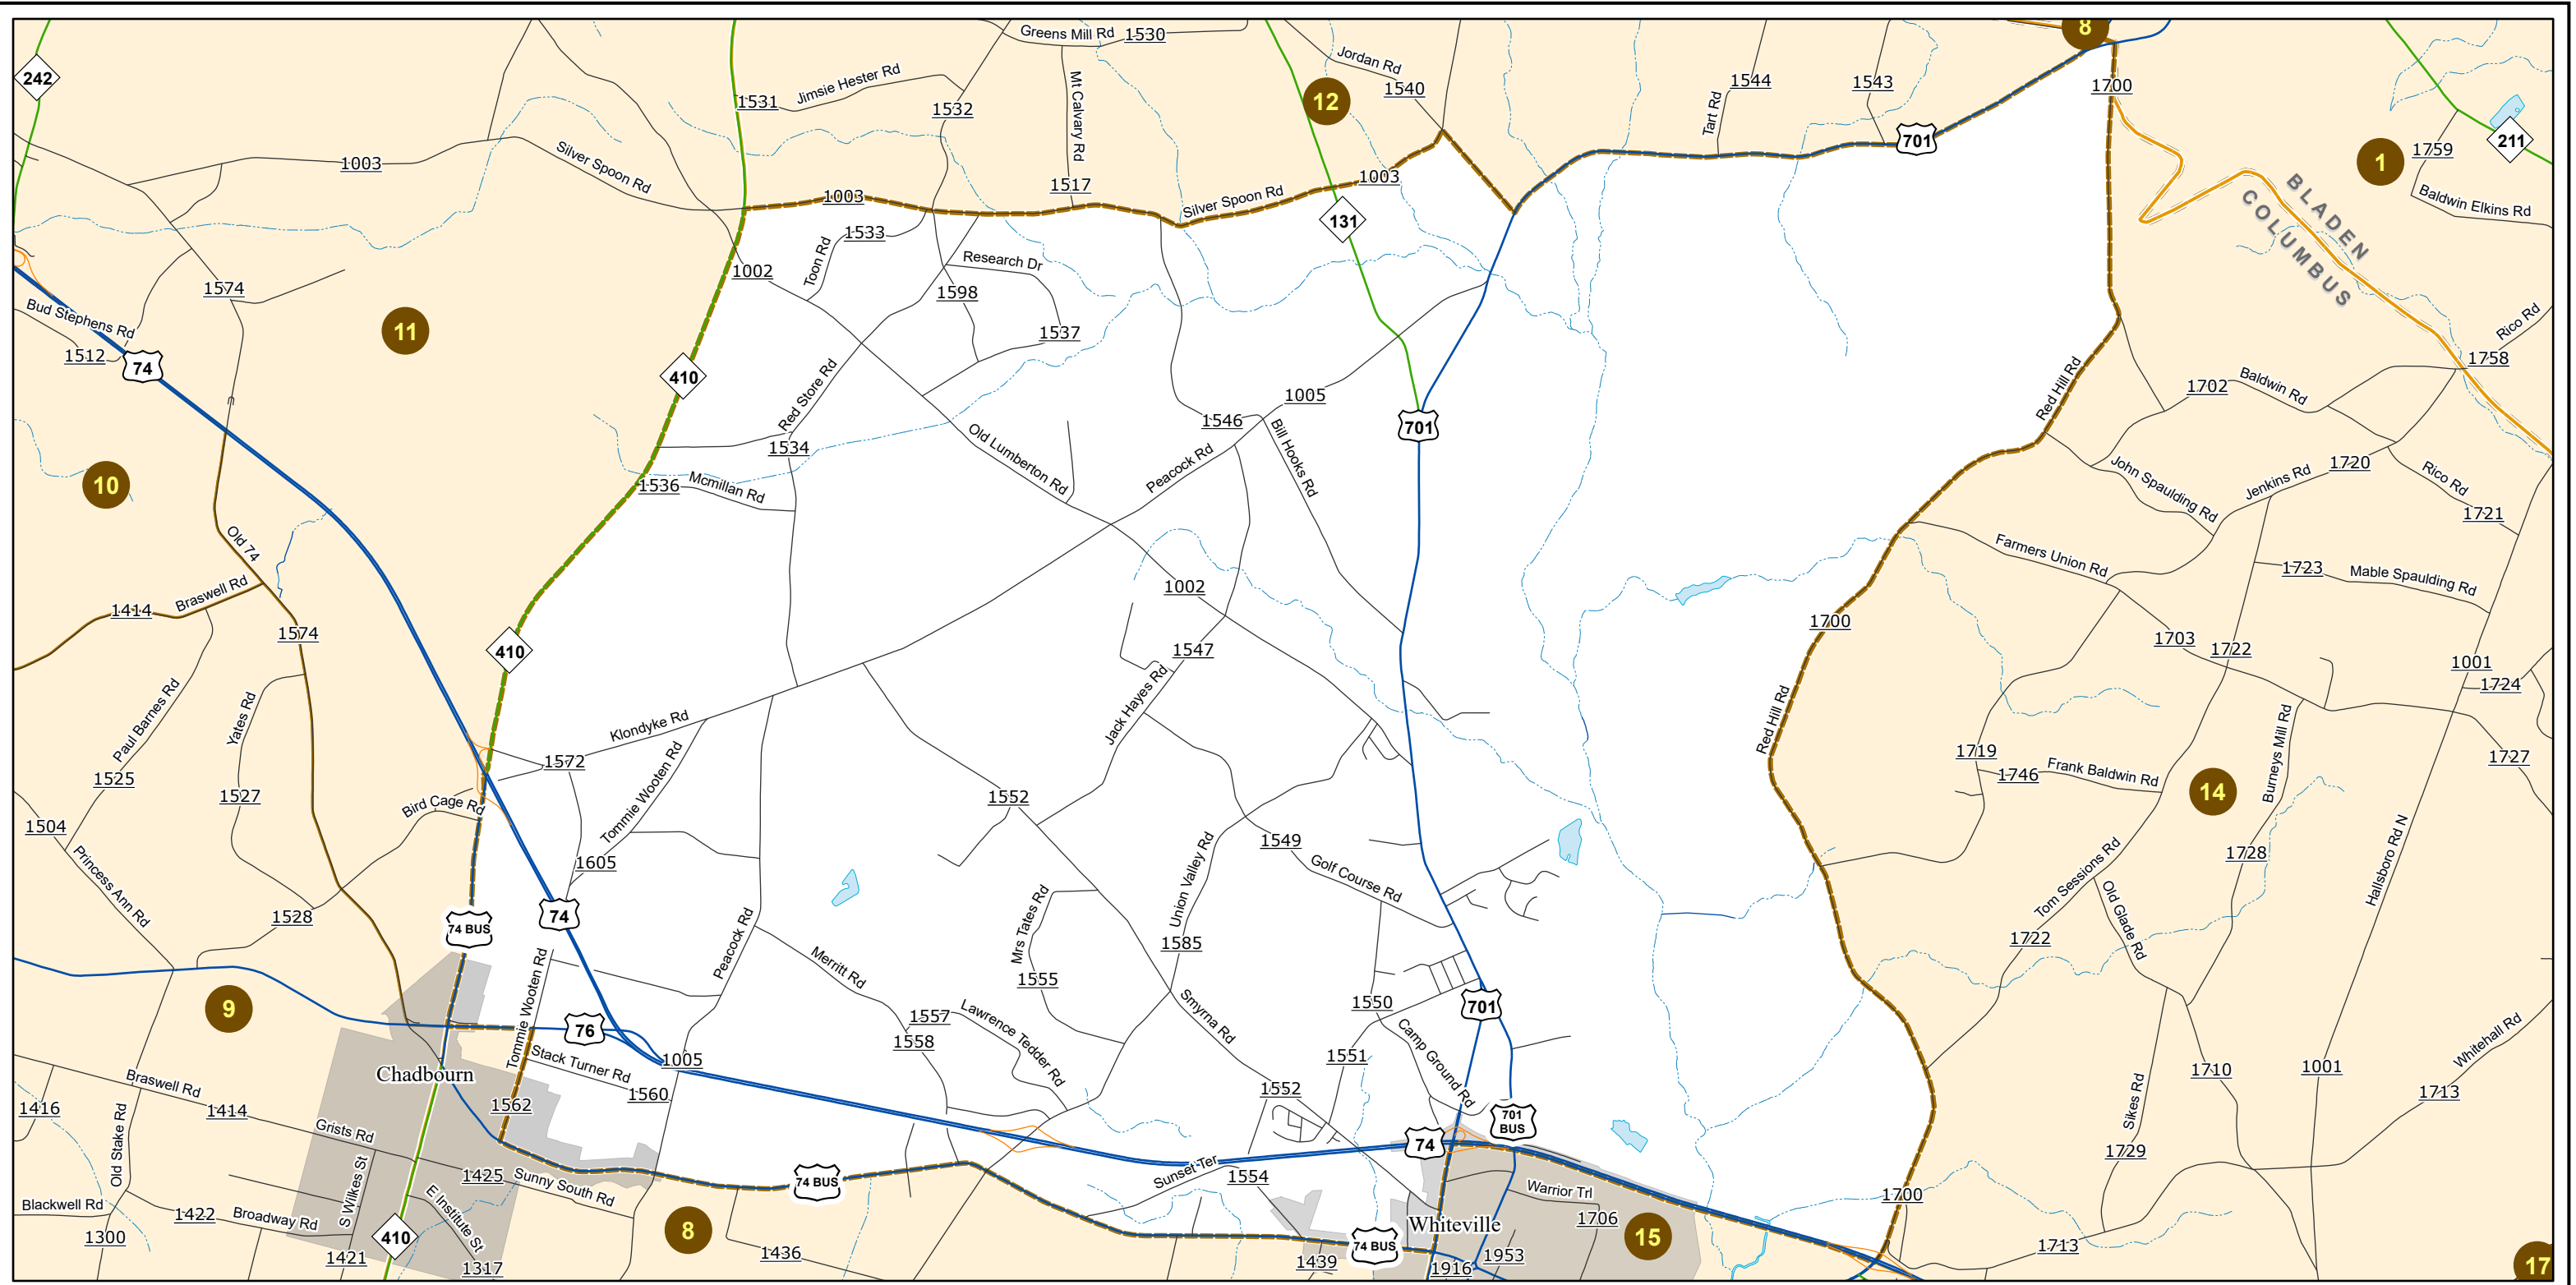 Greens Mill Rd 1530
8
242
Jordan Rd
1540
1544
1543
1700
1531
Jimsie Hester Rd
1532
Mt Calvary Rd
12
Tart Rd
701
211
1759
1
1003
Silver Spoon Rd
1517
1003
Silver Spoon Rd
1003
Baldwin Elkins Rd
BLADEN
COLUMBUS
131
1533
Toon Rd
1002
Research Dr
1598
1537
1574
Bud Stephens Rd
1512
74
11
410
Red Store Rd
1534
1005
1546
701
Bill Hooks Rd
Peacock Rd
Old Lumberton Rd
Rico Rd
1758
Red Hill Rd
1702
Baldwin Rd
10
1536
Mcmillan Rd
John Spaulding Rd
Jenkins Rd
1720
Rico Rd
1721
Old 74
Braswell Rd
1414
1574
1002
Farmers Union Rd
1723
Mable Spaulding Rd
1700
1703
1722
1001
1724
410
1547
Jack Hayes Rd
Paul Barnes Rd
Yates Rd
1525
1527
Klondyke Rd
1572
Tommie Wooten Rd
Bird Cage Rd
1605
1504
Princess Ann Rd
1552
Red Hill Rd
1719
1746
Frank Baldwin Rd
14
Burneys Mill Rd
1727
1549
Golf Course Rd
Union Valley Rd
1585
1728
Hallsboro Rd N
Tom Sessions Rd
Old Glade Rd
1722
74 BUS
74
1528
Peacock Rd
Merritt Rd
Mrs Tates Rd
1555
Smyrna Rd
1550
701
9
76
Tommie Wooten Rd
Stack Turner Rd
1005
1560
1562
1557
1558
Lawrence Tedder Rd
1551
Camp Ground Rd
1552
701 BUS
Chadbourn
1416
Braswell Rd
1414
Old Stake Rd
Grists Rd
1425
Sunny South Rd
S Wilkes St
E Institute St
74
Whitehall Rd
1710
1001
1713
Sikes Rd
1729
Blackwell Rd
1422
Broadway Rd
1300
1421
410
1317
8
74 BUS
1436
Sunset Ter
1554
Warrior Trl
1706
Whiteville
15
1700
1713
74 BUS
1439
1916
1953
17